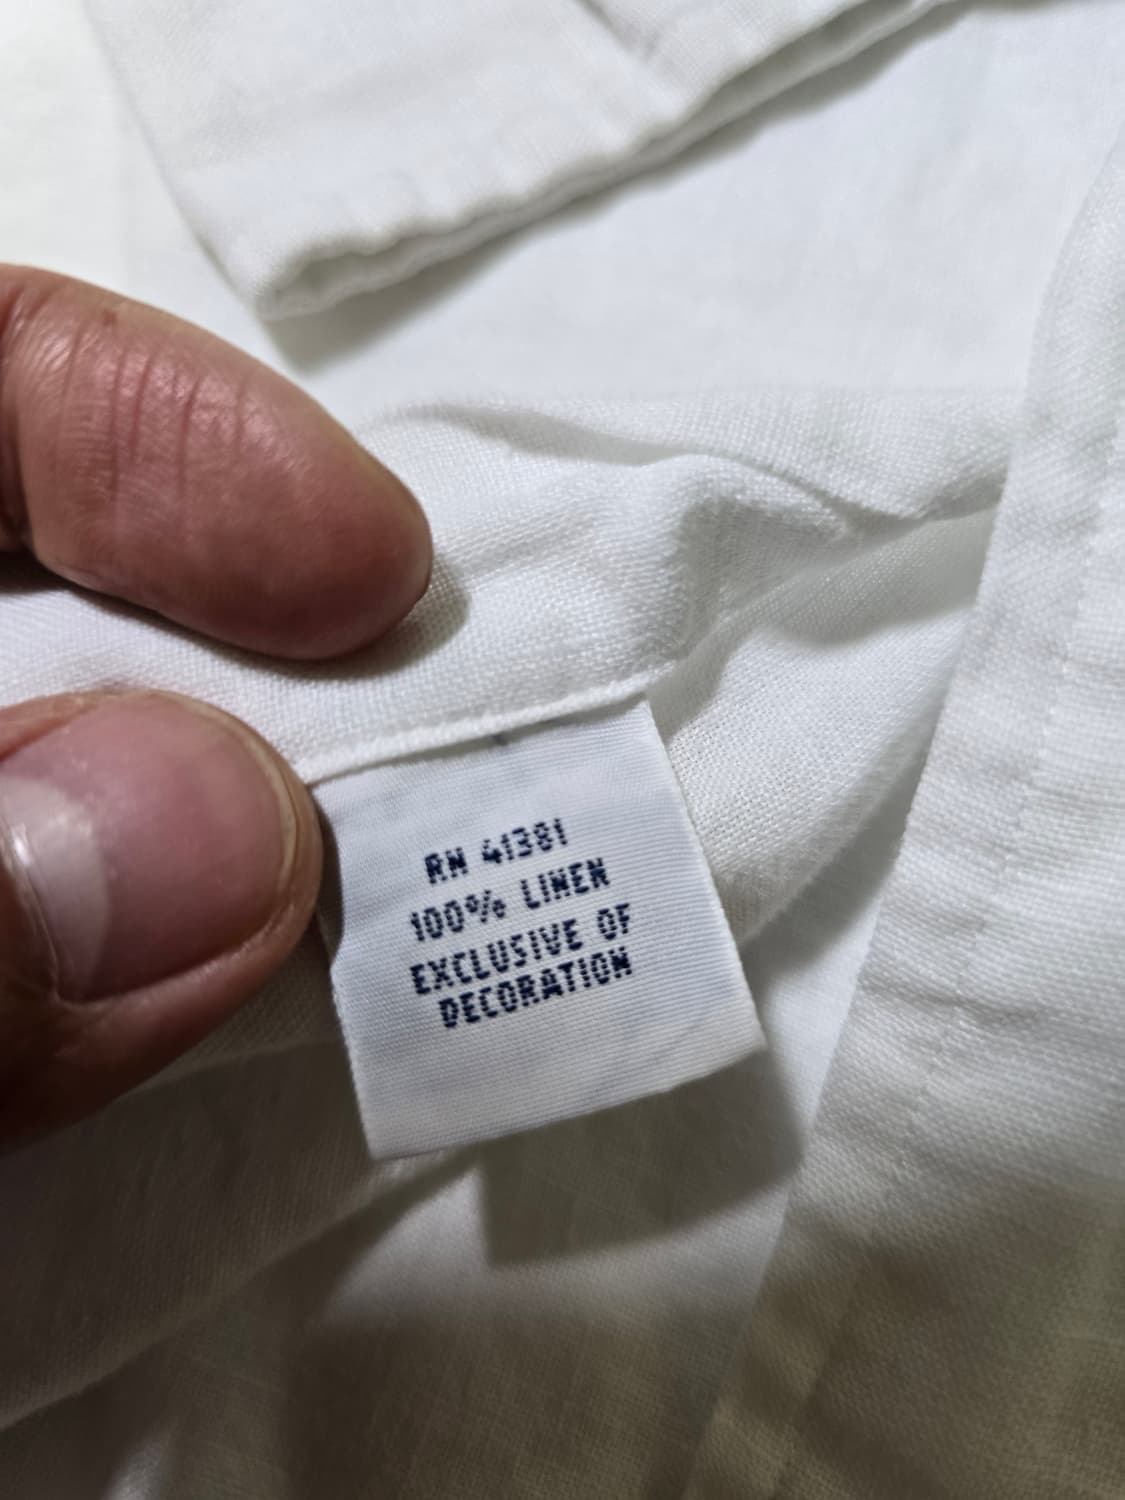 RN 41381
100% LINEN
EXCLUSIVE OF
DECORATION